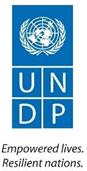 U N
D P
Empowered lives.
Resilient nations.